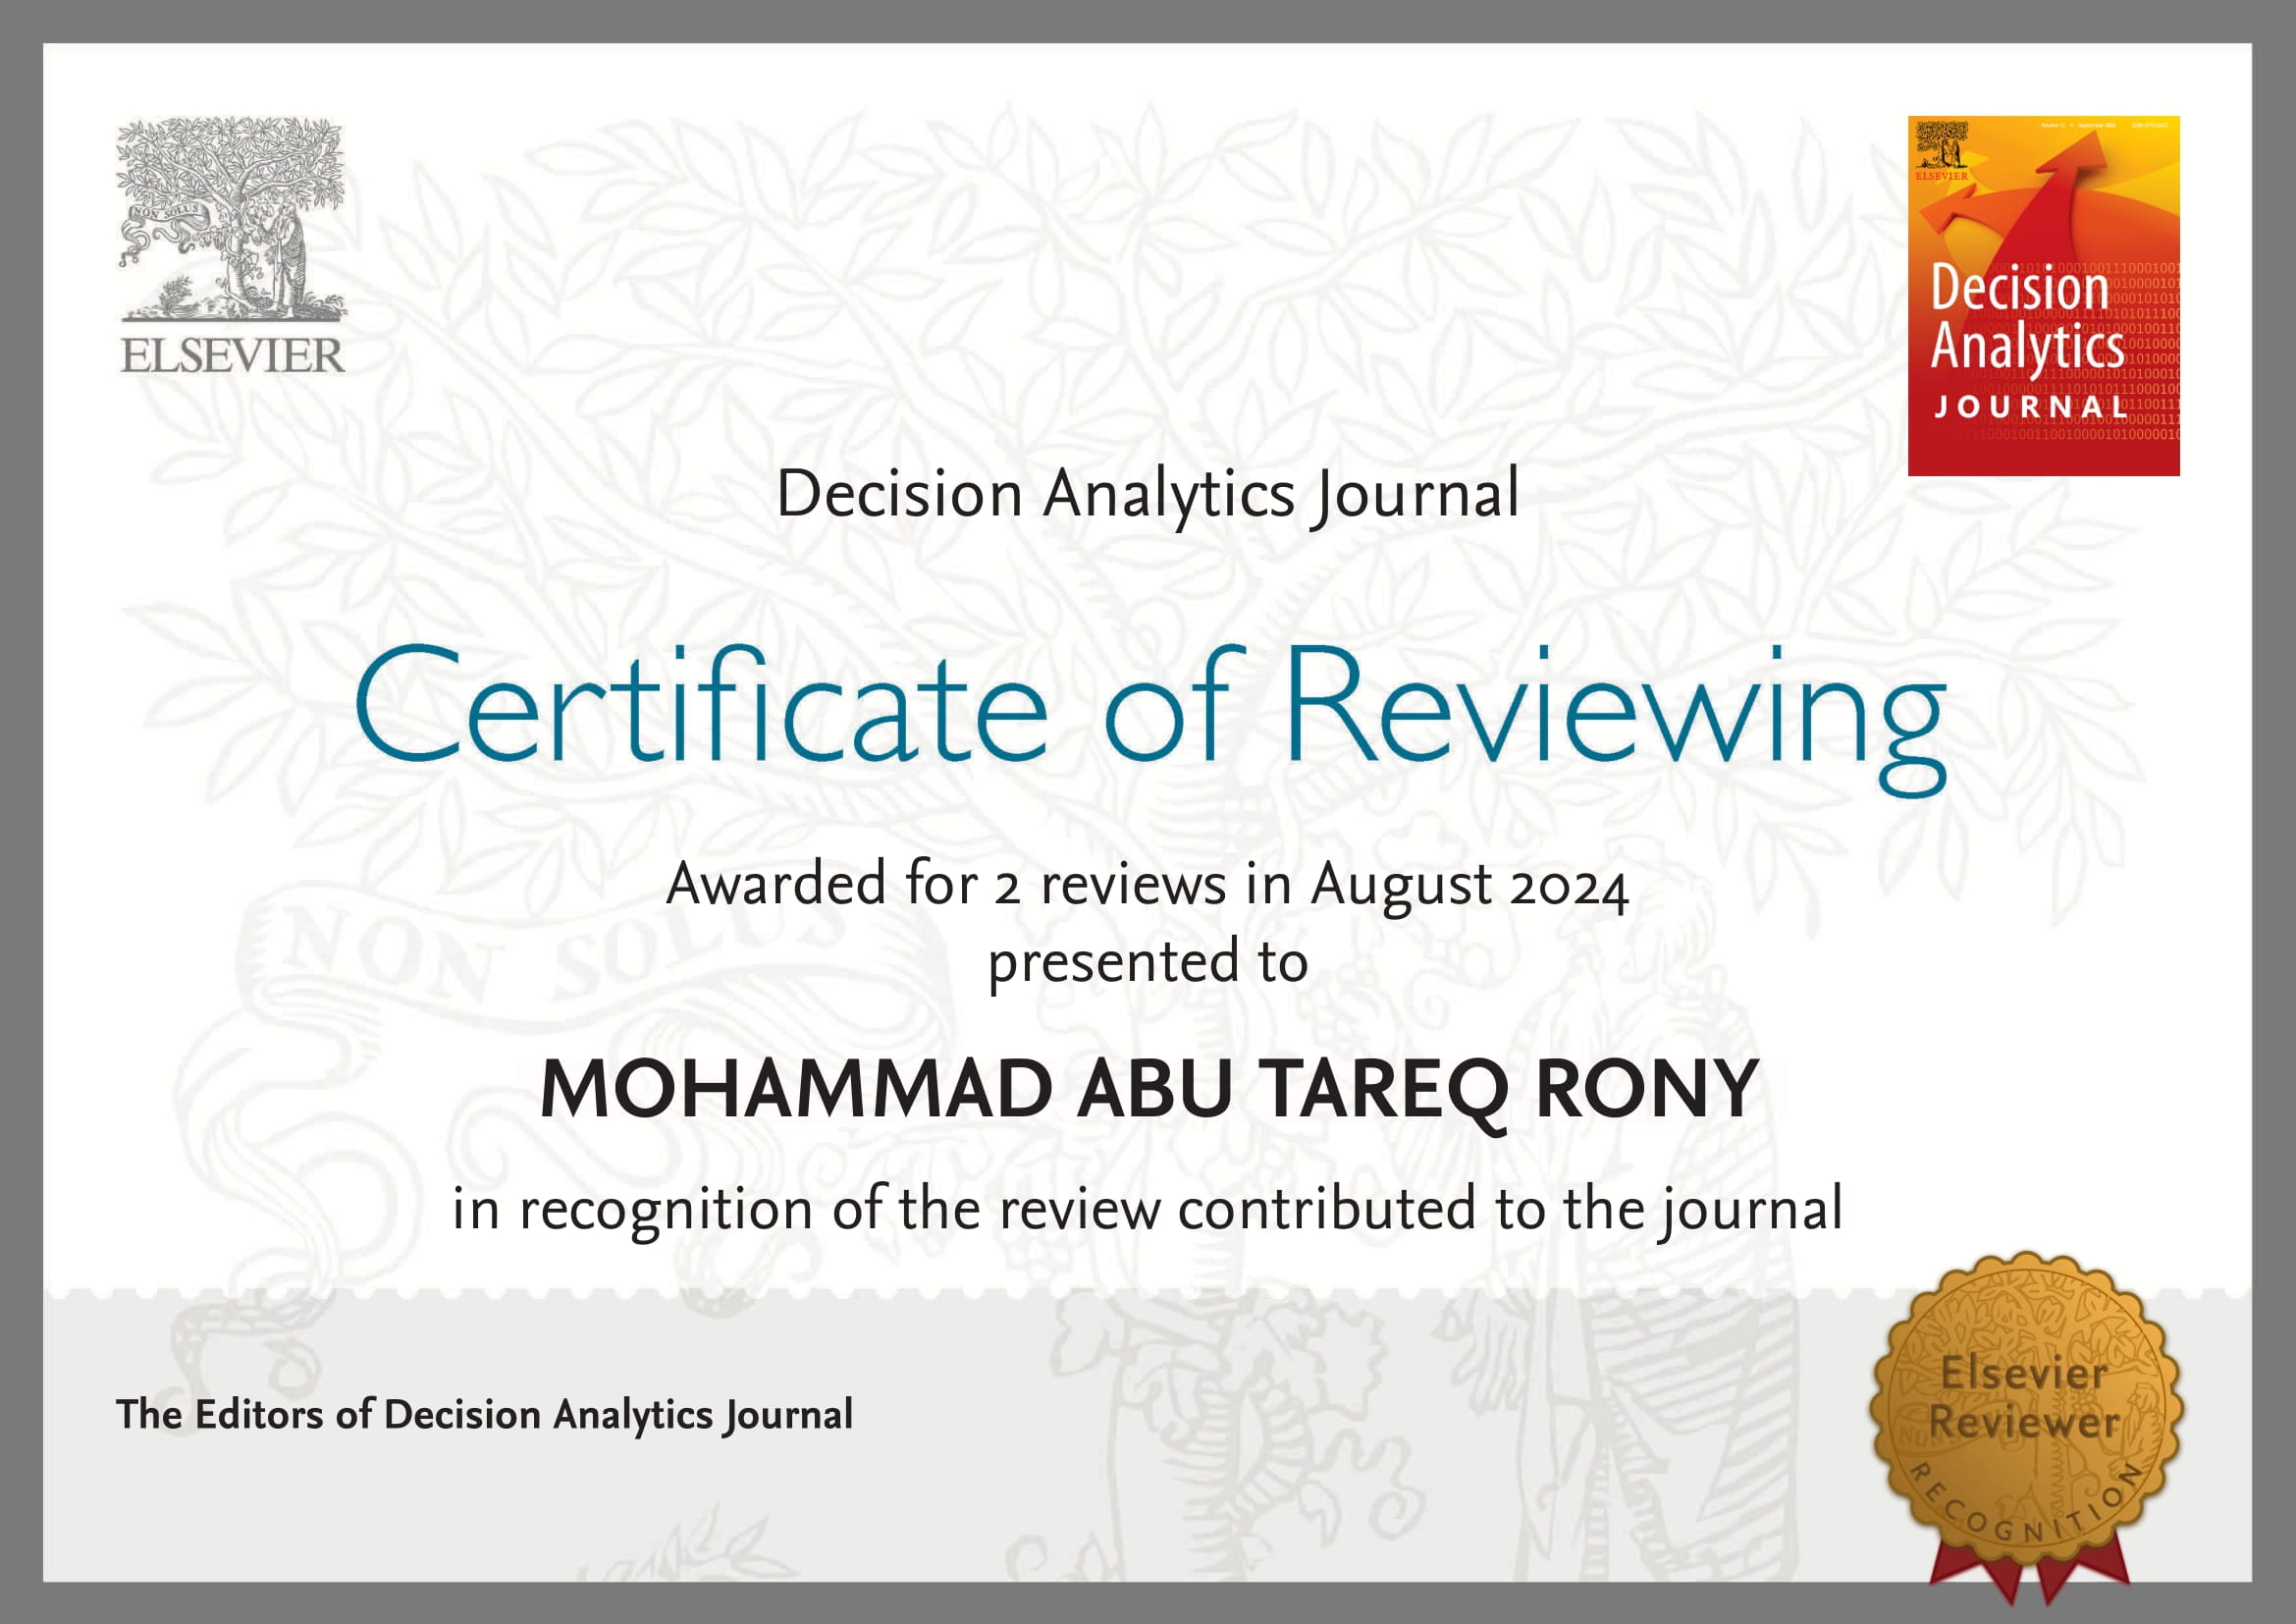 NON SOLUS
ELSEVIER
ELSEVIER
Decision
Analytics
JOURNAL
Decision Analytics Journal
Certificate of Reviewing
Awarded for 2 reviews in August 2024
presented to
NON SOLUS
MOHAMMAD ABU TAREQ RONY
in recognition of the review contributed to the journal
The Editors of Decision Analytics Journal
Elsevier
Reviewer
RECOGNITION